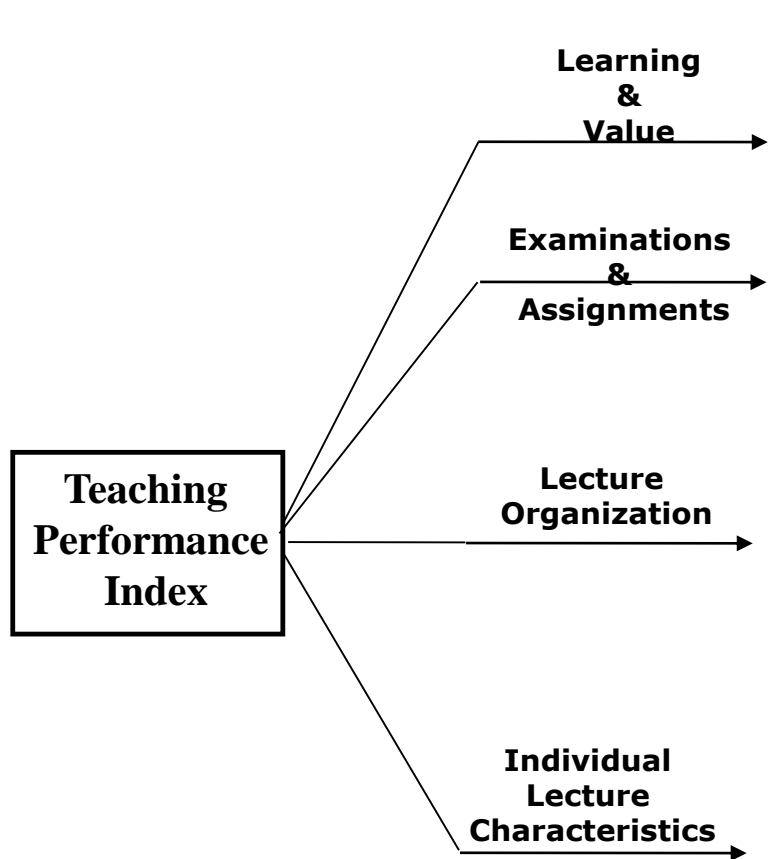 Learning
&
Value
Examinations
&
Assignments
Teaching
Performance
Index
Lecture
Organization
Individual
Lecture
Characteristics